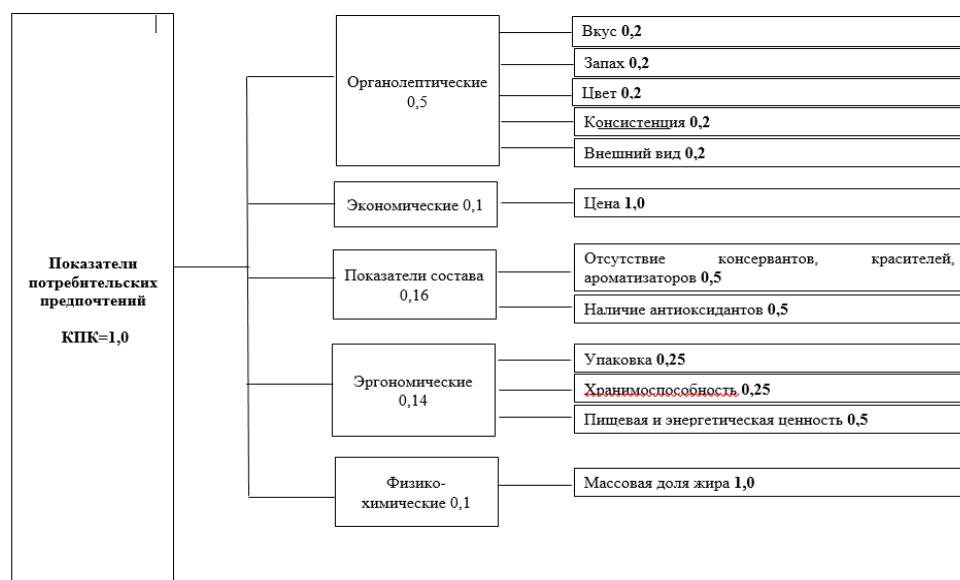 Показатели
потребительских
предпочтений
КПК=1,0
Органолептические
0,5
Вкус 0,2
Запах 0,2
Цвет 0,2
Консистенция 0,2
Внешний вид 0,2
Экономические 0,1
Цена 1,0
Показатели состава
0,16
Отсутствие консервантов, красителей,
ароматизаторов 0,5
Наличие антиоксидантов 0,5
Эргономические
0,14
Упаковка 0,25
Хранимоспособность 0,25
Пищевая и энергетическая ценность 0,5
Физико-
химические 0,1
Массовая доля жира 1,0